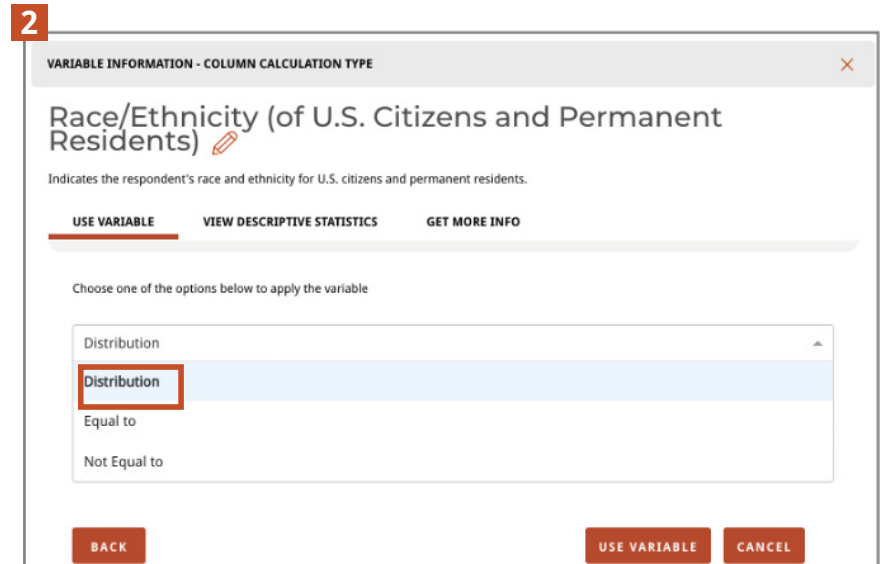 2
VARIABLE INFORMATION - COLUMN CALCULATION TYPE
Race/Ethnicity (of U.S. Citizens and Permanent
Residents)
Indicates the respondent's race and ethnicity for U.S. citizens and permanent residents.
USE VARIABLE VIEW DESCRIPTIVE STATISTICS GET MORE INFO
Choose one of the options below to apply the variable
Distribution
Distribution
Equal to
Not Equal to
BACK USE VARIABLE CANCEL